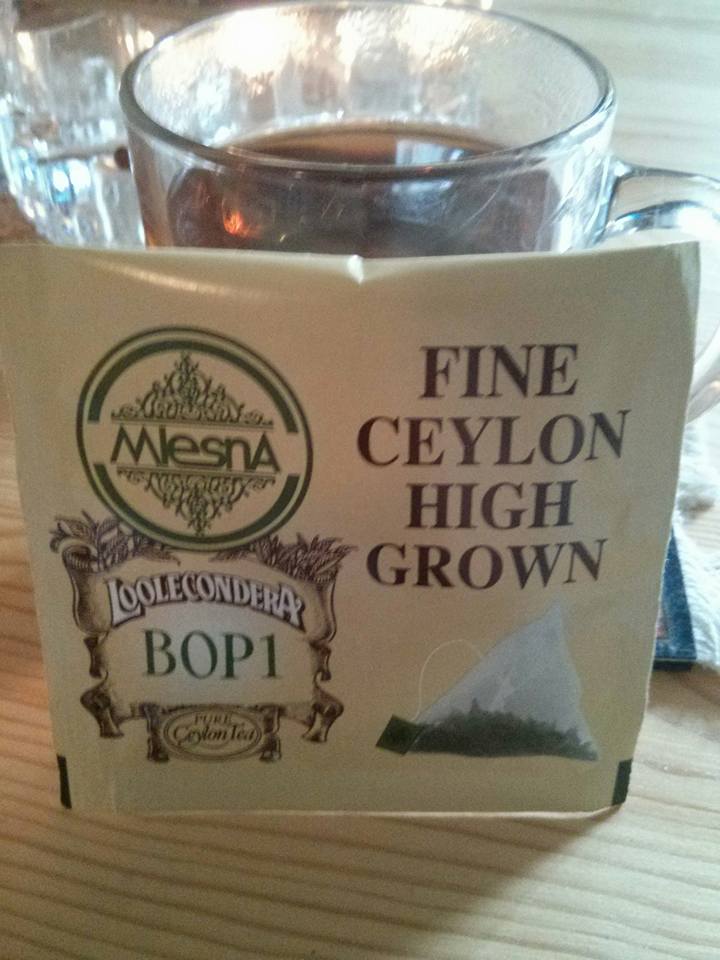 MlesnA
LOOLECONDERA
BOP1
PURE
Ceylon Tea
FINE
CEYLON
HIGH
GROWN